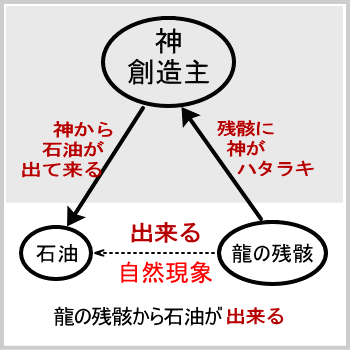 神
創造主
神から
石油が
出て来る
残骸に
神が
ハタラキ
石油
出来る
自然現象
龍の残骸
龍の残骸から石油が出来る